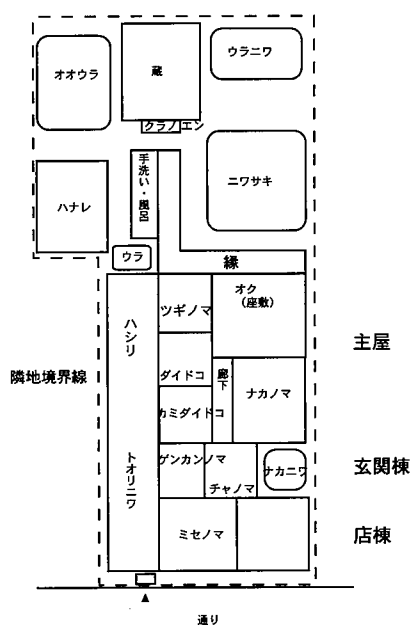 ウラニワ
オオウラ
蔵
クラノエン
手洗い・風呂
ニワサキ
ハナレ
ウラ
縁
オク
（座敷）
ツギノマ
ハシリ
主屋
ダイドコ
廊下
隣地境界線
ナカノマ
カミダイドコ
ゲンカンノマ
トオリニワ
玄関棟
ナカニワ
チャノマ
ミセノマ
店棟
通り